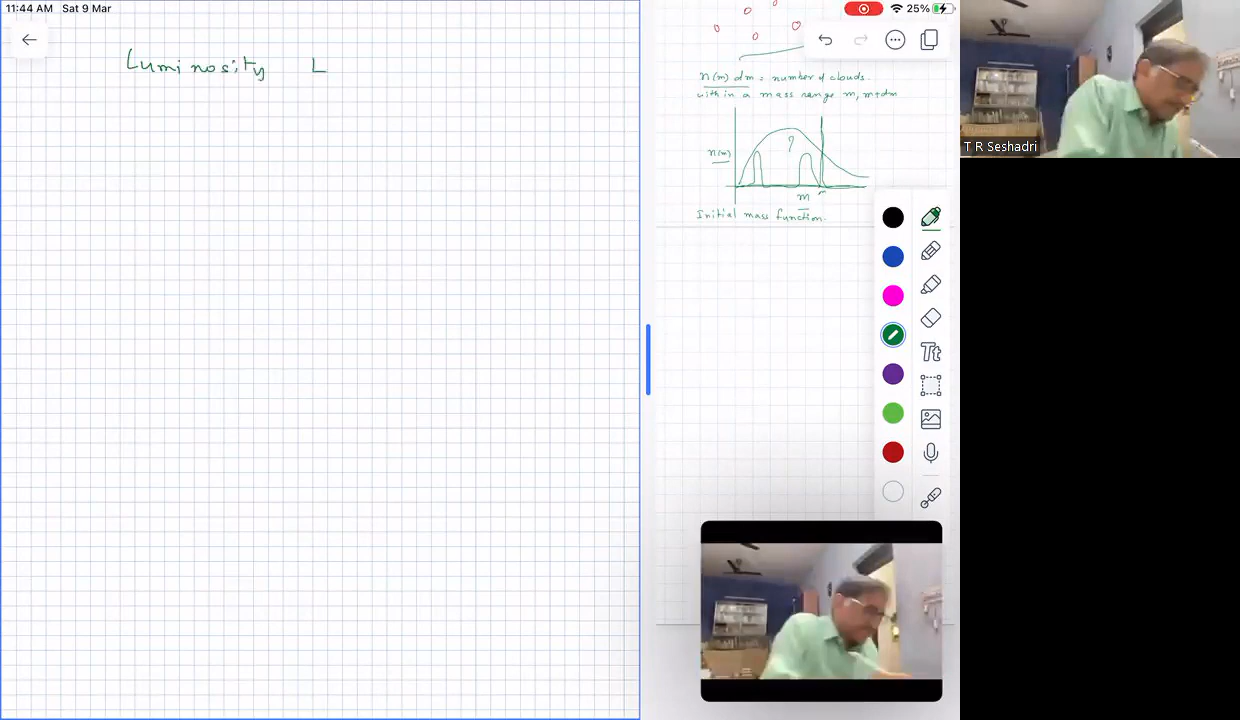 11:44 AM Sat 9 Mar
25%
Luminosity L
n(m) dm = number of clouds.
with in a mass range m, m+dm
n(m)
?
m
Initial mass function.
Tt
T R Seshadri